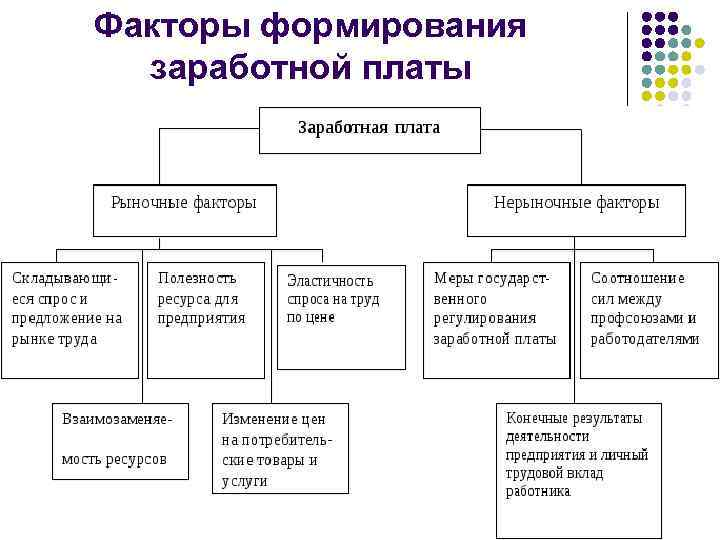 Факторы формирования
заработной платы
Заработная плата
Рыночные факторы
Нерыночные факторы
Складывающи-
еся спрос и
предложение на
рынке труда
Полезность
ресурса для
предприятия
Эластичность
спроса на труд
по цене
Меры государст-
венного
регулирования
заработной платы
Соотношение
сил между
профсоюзами и
работодателями
Взаимозаменяе-
мость ресурсов
Изменение цен
на потребитель-
ские товары и
услуги
Конечные результаты
деятельности
предприятия и личный
трудовой вклад
работника